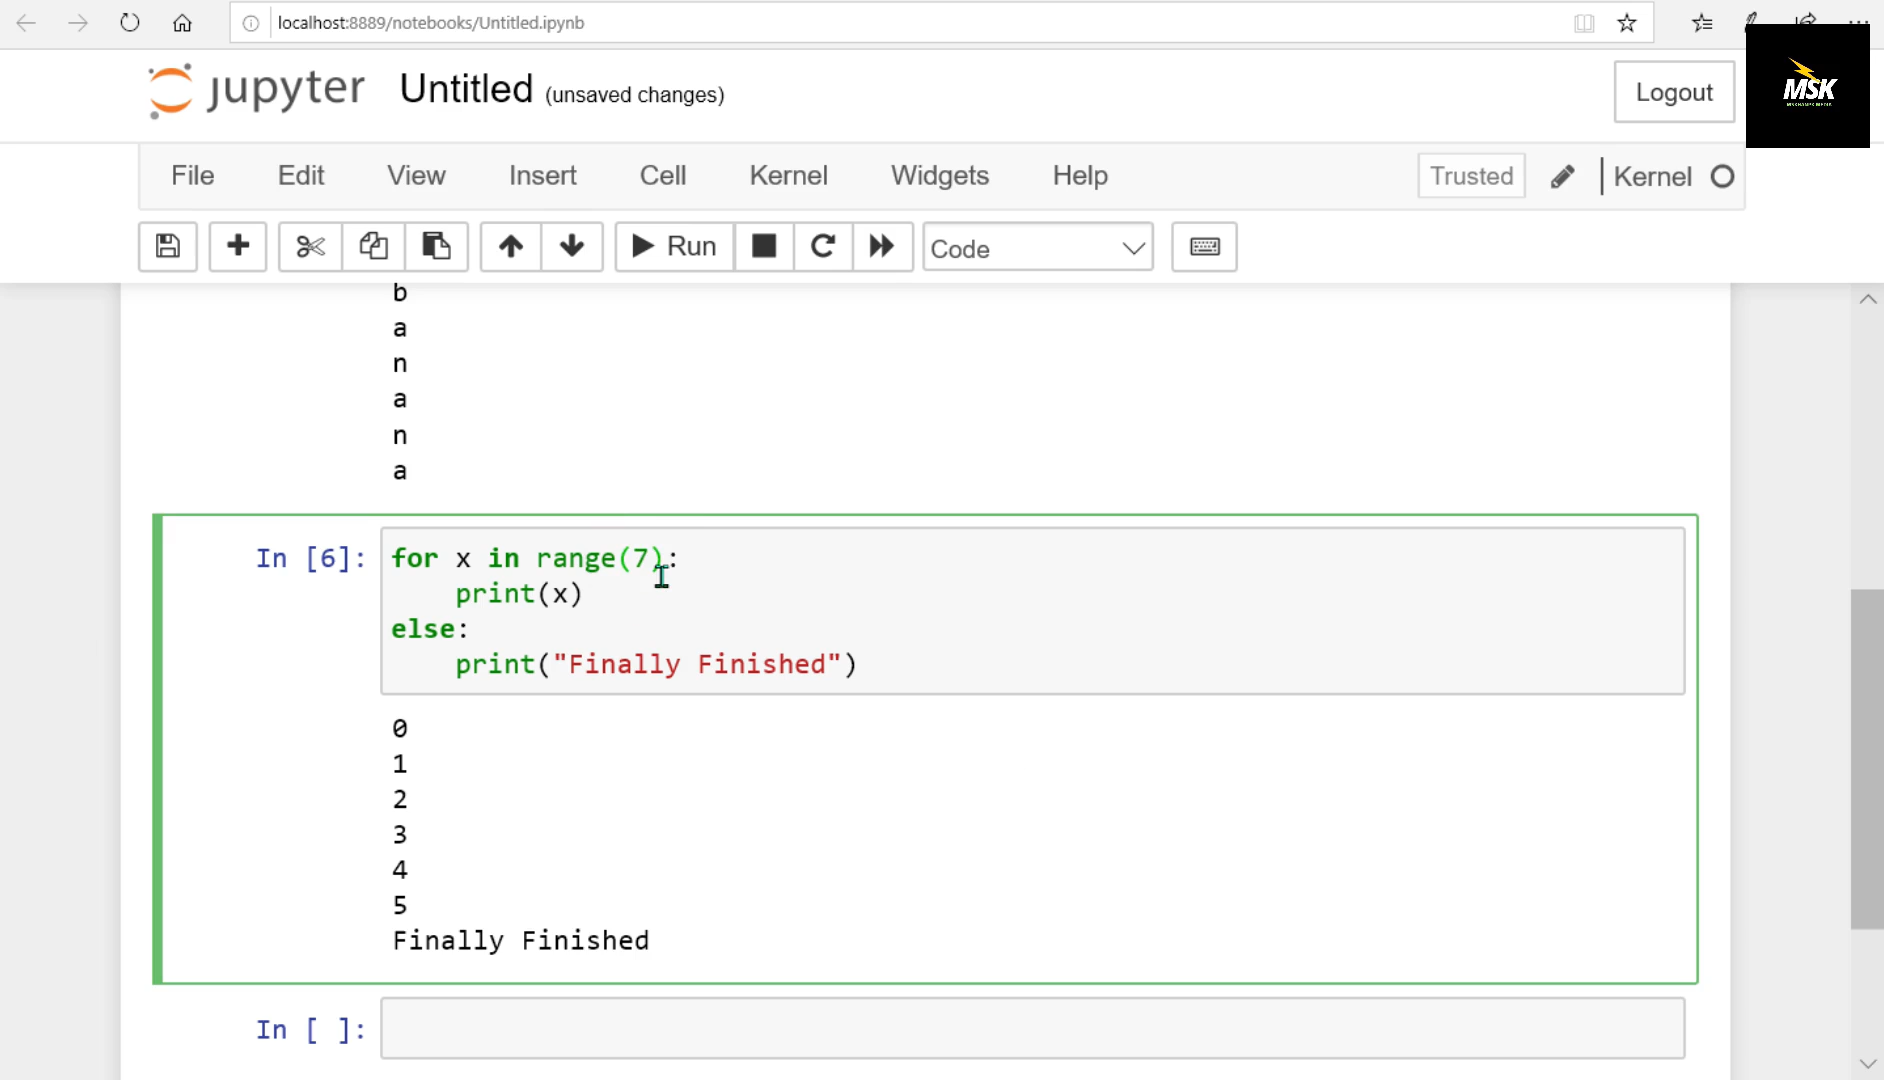 localhost:8889/notebooks/Untitled.ipynb
MSK
jupyter Untitled (unsaved changes)
Logout
File Edit View Insert Cell Kernel Widgets Help Trusted Kernel
Run Code
b
a
n
a
n
a
In [6]: for x in range(7):
print(x)
else:
print("Finally Finished")
0
1
2
3
4
5
Finally Finished
In [ ]: